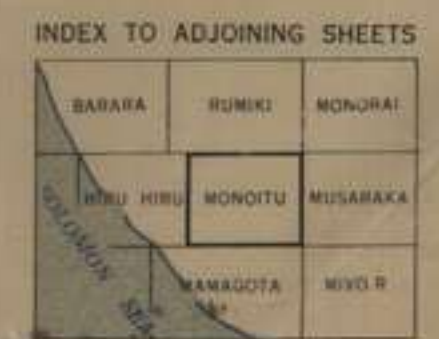 INDEX TO ADJOINING SHEETS
BARARA RUMIKI MONORAI
HIRU HIRU MONOITU MUSARAKA
SOLOMON SEA
MAMAGOTA MIVO R